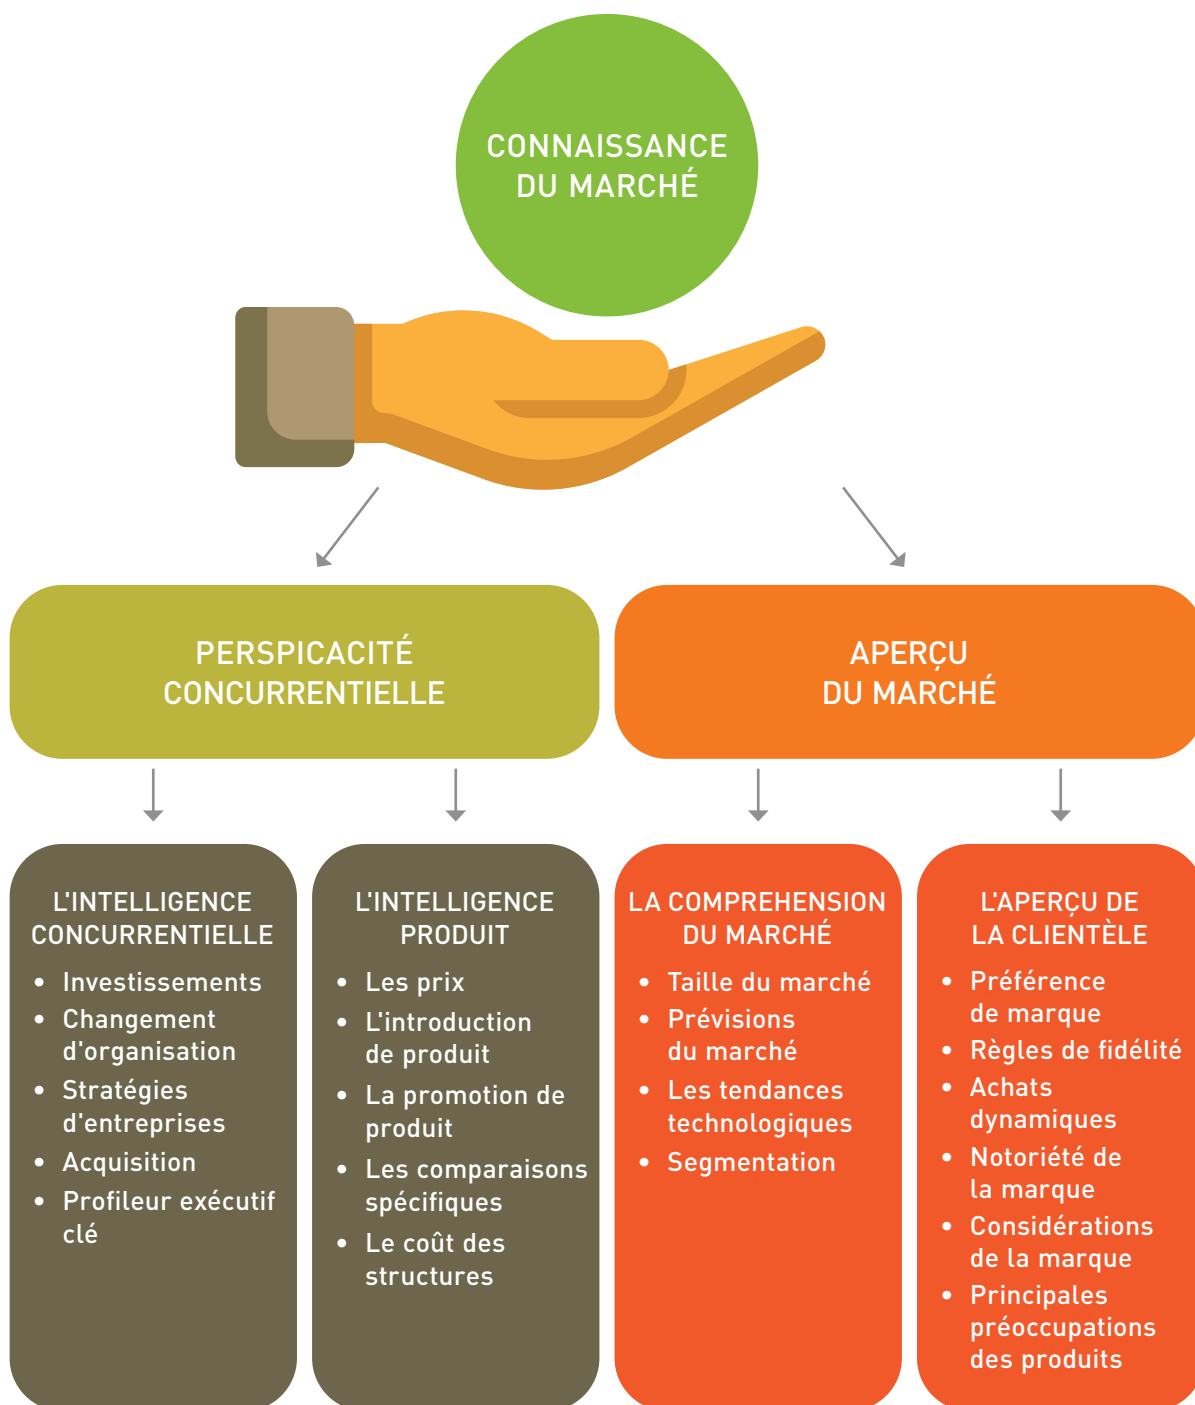 CONNAISSANCE
DU MARCHÉ
PERSPICACITÉ
CONCURRENTIELLE
APERÇU
DU MARCHÉ
L'INTELLIGENCE
CONCURRENTIELLE
• Investissements
• Changement
d'organisation
• Stratégies
d'entreprises
• Acquisition
• Profileur exécutif
clé
L'INTELLIGENCE
PRODUIT
• Les prix
• L'introduction
de produit
• La promotion de
produit
• Les comparaisons
spécifiques
• Le coût des
structures
LA COMPREHENSION
DU MARCHÉ
• Taille du marché
• Prévisions
du marché
• Les tendances
technologiques
• Segmentation
L'APERÇU DE
LA CLIENTÈLE
• Préférence
de marque
• Règles de fidélité
• Achats
dynamiques
• Notoriété de
la marque
• Considérations
de la marque
• Principales
préoccupations
des produits